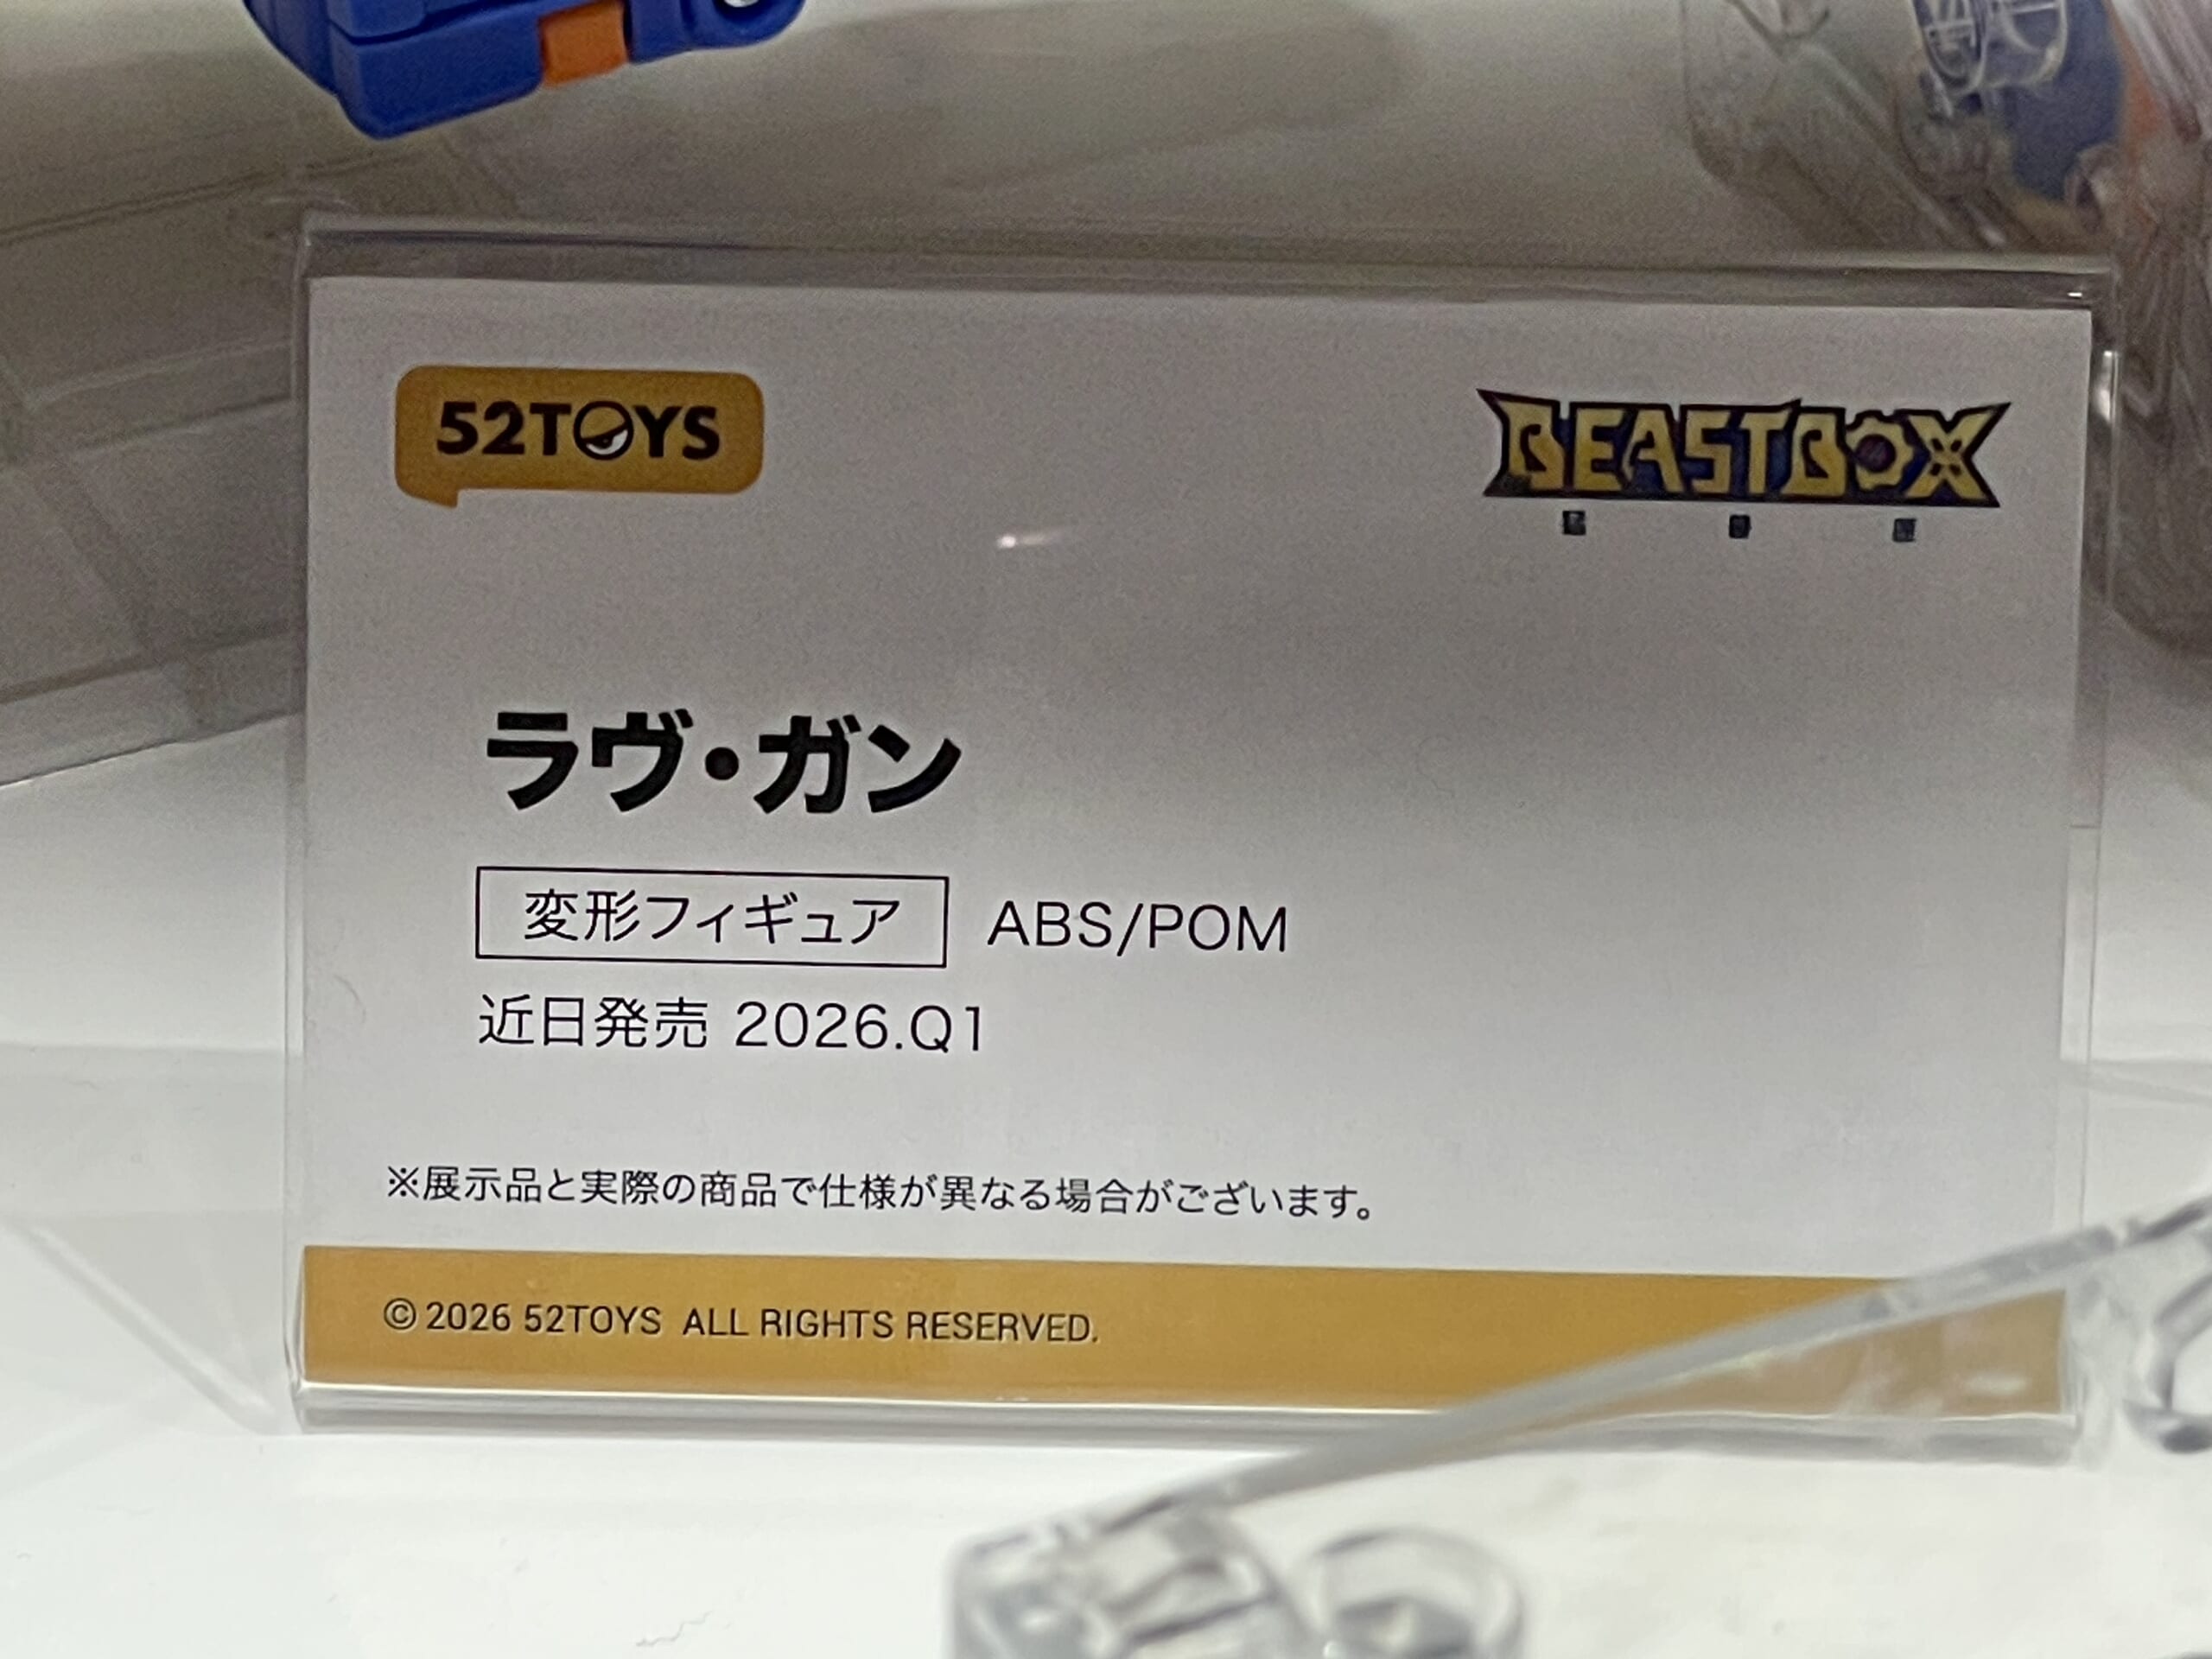 52TOYS
BEASTBOX
ラヴ・ガン
変形フィギュア ABS/POM
近日発売 2026.Q1
※展示品と実際の商品で仕様が異なる場合がございます。
© 2026 52TOYS ALL RIGHTS RESERVED.